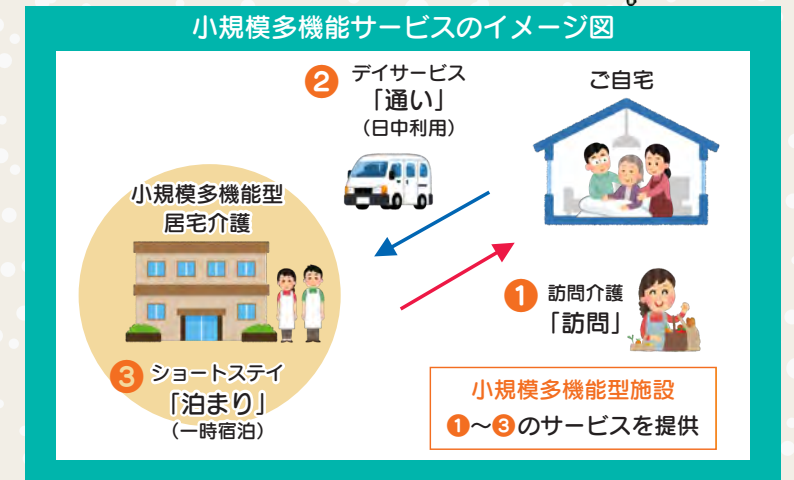 小規模多機能サービスのイメージ図
❷ デイサービス
「通い」
(日中利用)
ご自宅
小規模多機能型
居宅介護
❶ 訪問介護
「訪問」
❸ ショートステイ
「泊まり」
(一時宿泊)
小規模多機能型施設
❶〜❸のサービスを提供